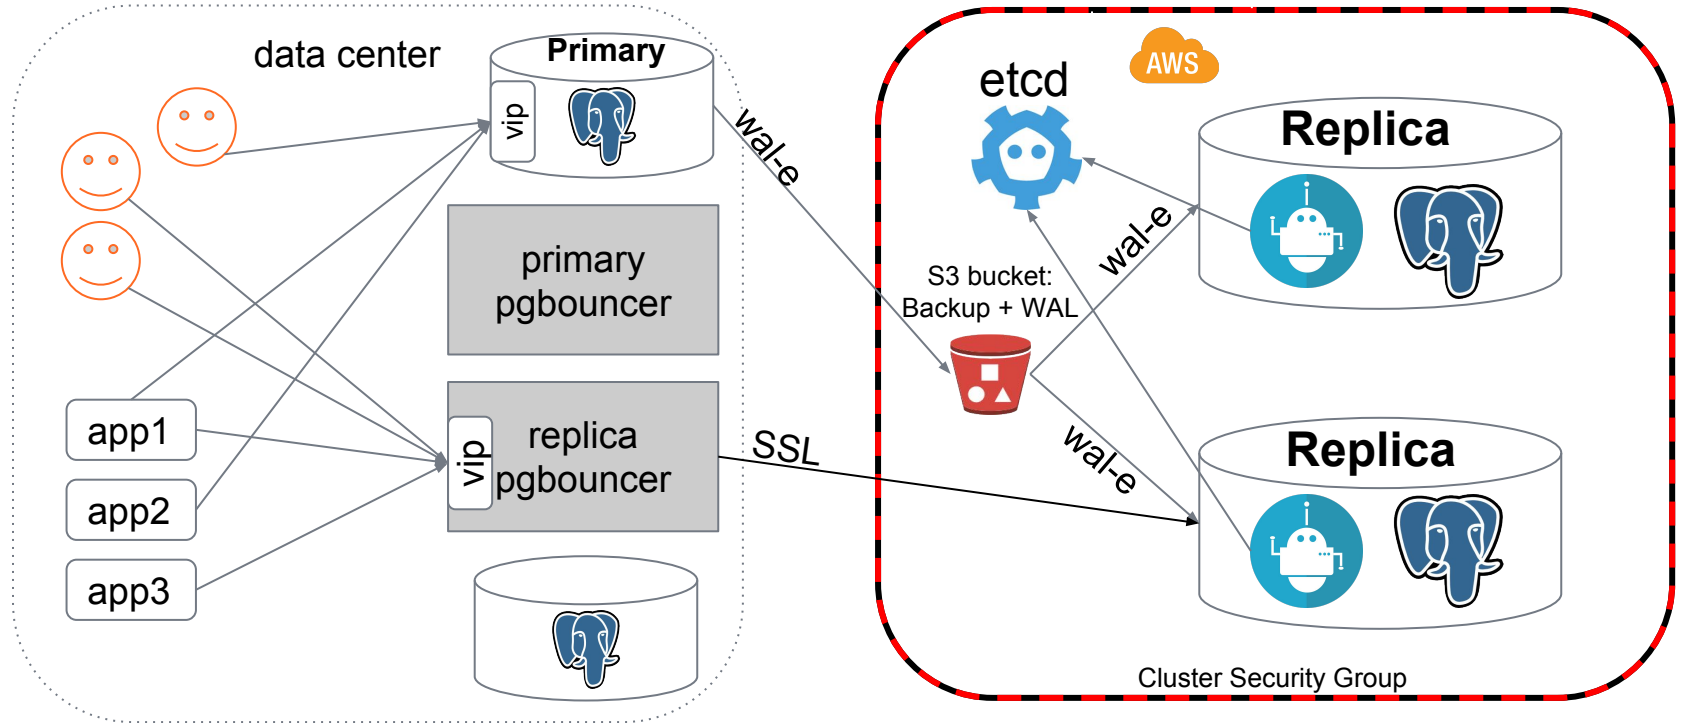 data center
Primary
vip
wal-e
primary
pgbouncer
replica
pgbouncer
vip
SSL
app1
app2
app3
AWS
etcd
Replica
wal-e
S3 bucket:
Backup + WAL
wal-e
Replica
Cluster Security Group